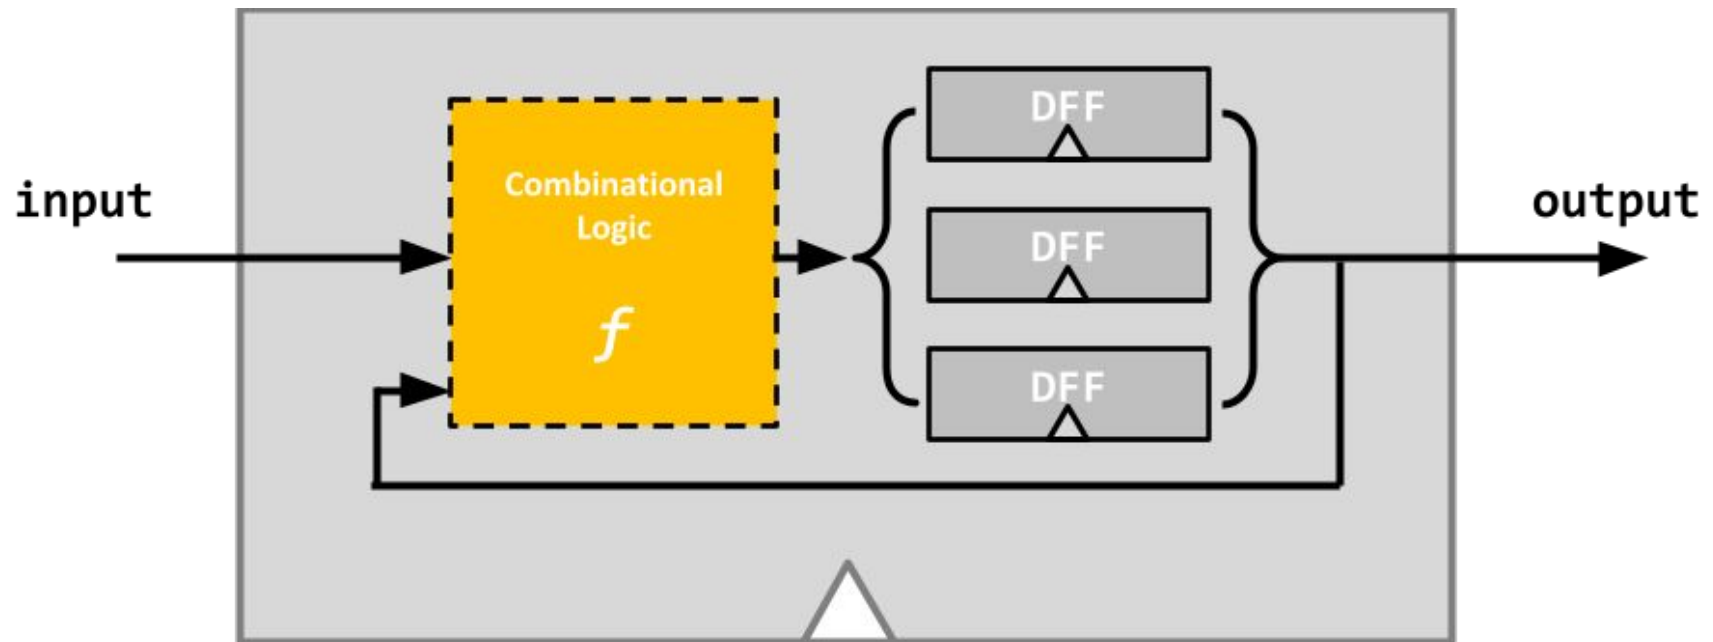 input
Combinational
Logic
f
DFF
DFF
DFF
output